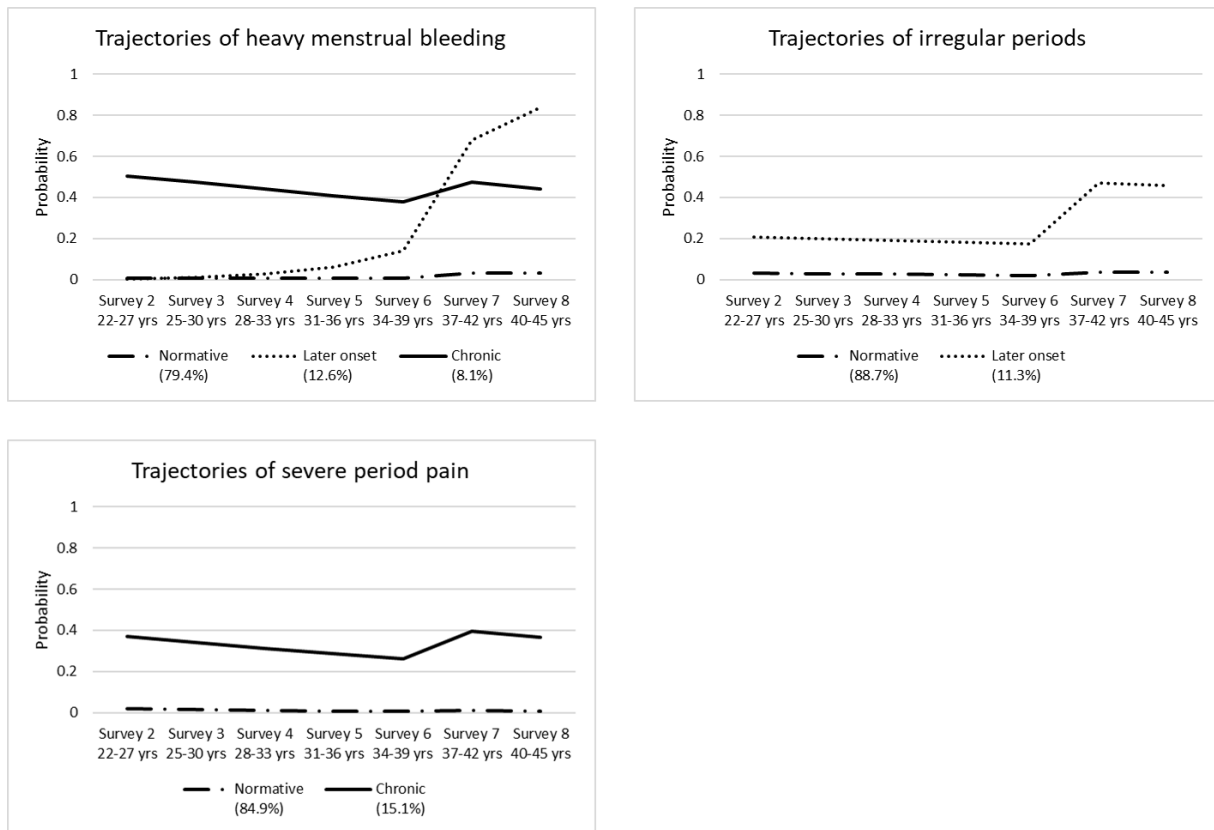 Trajectories of heavy menstrual bleeding
1
0.8
0.6
0.4
0.2
0
Probability
Survey 2 Survey 3 Survey 4 Survey 5 Survey 6 Survey 7 Survey 8
22-27 yrs 25-30 yrs 28-33 yrs 31-36 yrs 34-39 yrs 37-42 yrs 40-45 yrs
Normative Later onset Chronic
(79.4%) (12.6%) (8.1%)
Trajectories of irregular periods
1
0.8
0.6
0.4
0.2
0
Probability
Survey 2 Survey 3 Survey 4 Survey 5 Survey 6 Survey 7 Survey 8
22-27 yrs 25-30 yrs 28-33 yrs 31-36 yrs 34-39 yrs 37-42 yrs 40-45 yrs
Normative Later onset
(88.7%) (11.3%)
Trajectories of severe period pain
1
0.8
0.6
0.4
0.2
0
Probability
Survey 2 Survey 3 Survey 4 Survey 5 Survey 6 Survey 7 Survey 8
22-27 yrs 25-30 yrs 28-33 yrs 31-36 yrs 34-39 yrs 37-42 yrs 40-45 yrs
Normative Chronic
(84.9%) (15.1%)